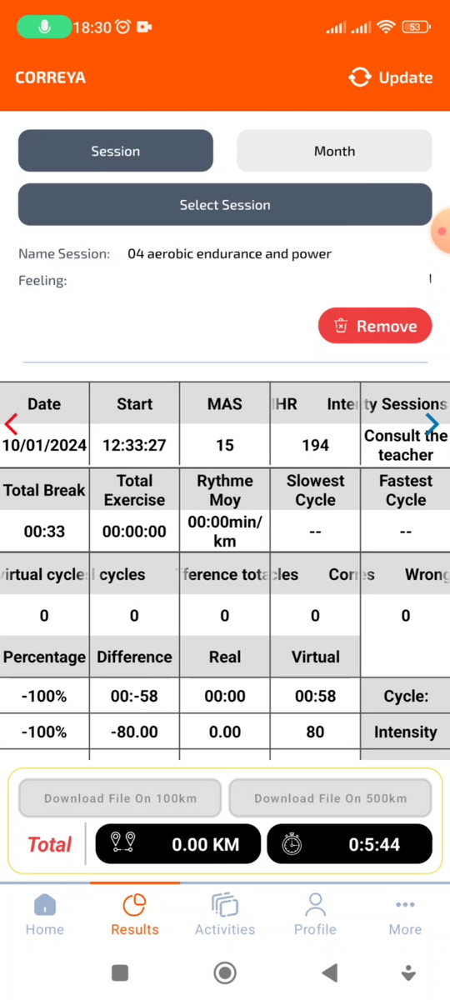 18:30 53
CORREYA Update
Session Month
Select Session
Name Session: 04 aerobic endurance and power
Feeling:
Remove
Date Start MAS HR Inte ty Sessions
10/01/2024 12:33:27 15 194 Consult the
teacher
Total Break Total
Exercise Rythme
Moy Slowest
Cycle Fastest
Cycle
00:33 00:00:00 00:00min/
km -- --
virtual cycle cycles ference tota cles Corr s Wrong
0 0 0 0 0
Percentage Difference Real Virtual
-100% 00:-58 00:00 00:58 Cycle:
-100% -80.00 0.00 80 Intensity
Download File On 100km Download File On 500km
Total 0.00 KM 0:5:44
Home Results Activities Profile More